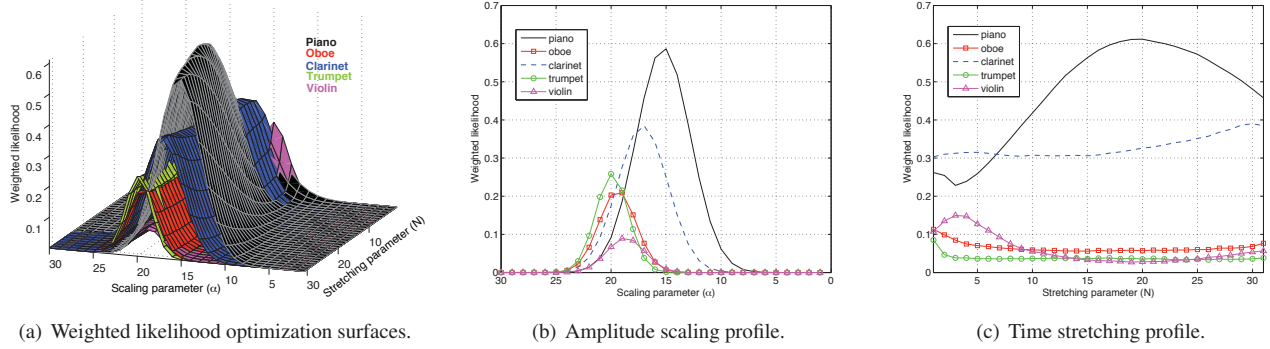 Piano
Oboe
Clarinet
Trumpet
Violin
0.6
0.5
0.4
0.3
0.2
0.1
Weighted likelihood
30
25
20
15
10
5
30
20
10
Scaling parameter (α)
Stretching parameter (N)
(a) Weighted likelihood optimization surfaces.
0.7
0.6
0.5
0.4
0.3
0.2
0.1
0
Weighted likelihood
piano
oboe
clarinet
trumpet
violin
30 25 20 15 10 5 0
Scaling parameter (α)
(b) Amplitude scaling profile.
0.7
0.6
0.5
0.4
0.3
0.2
0.1
0
Weighted likelihood
piano
oboe
clarinet
trumpet
violin
5 10 15 20 25 30
Stretching parameter (N)
(c) Time stretching profile.